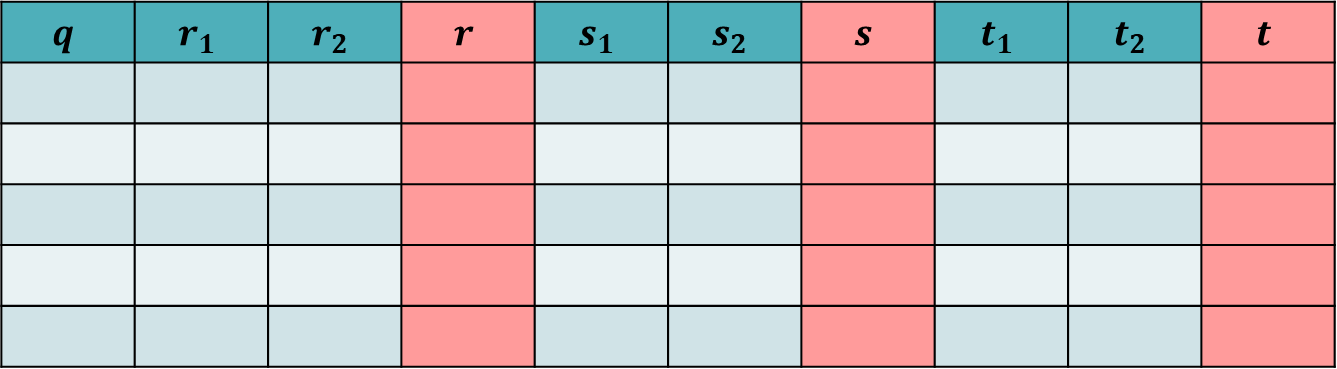 q r₁ r₂ r s₁ s₂ s t₁ t₂ t